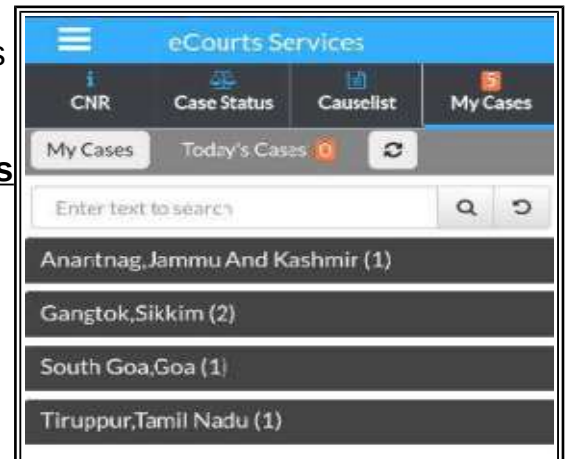 s
eCourts Services
i 5
CNR Case Status Causelist My Cases
s
My Cases Today's Cases 0
Enter text to search
Anantnag,Jammu And Kashmir (1)
Gangtok,Sikkim (2)
South Goa,Goa (1)
Tiruppur,Tamil Nadu (1)